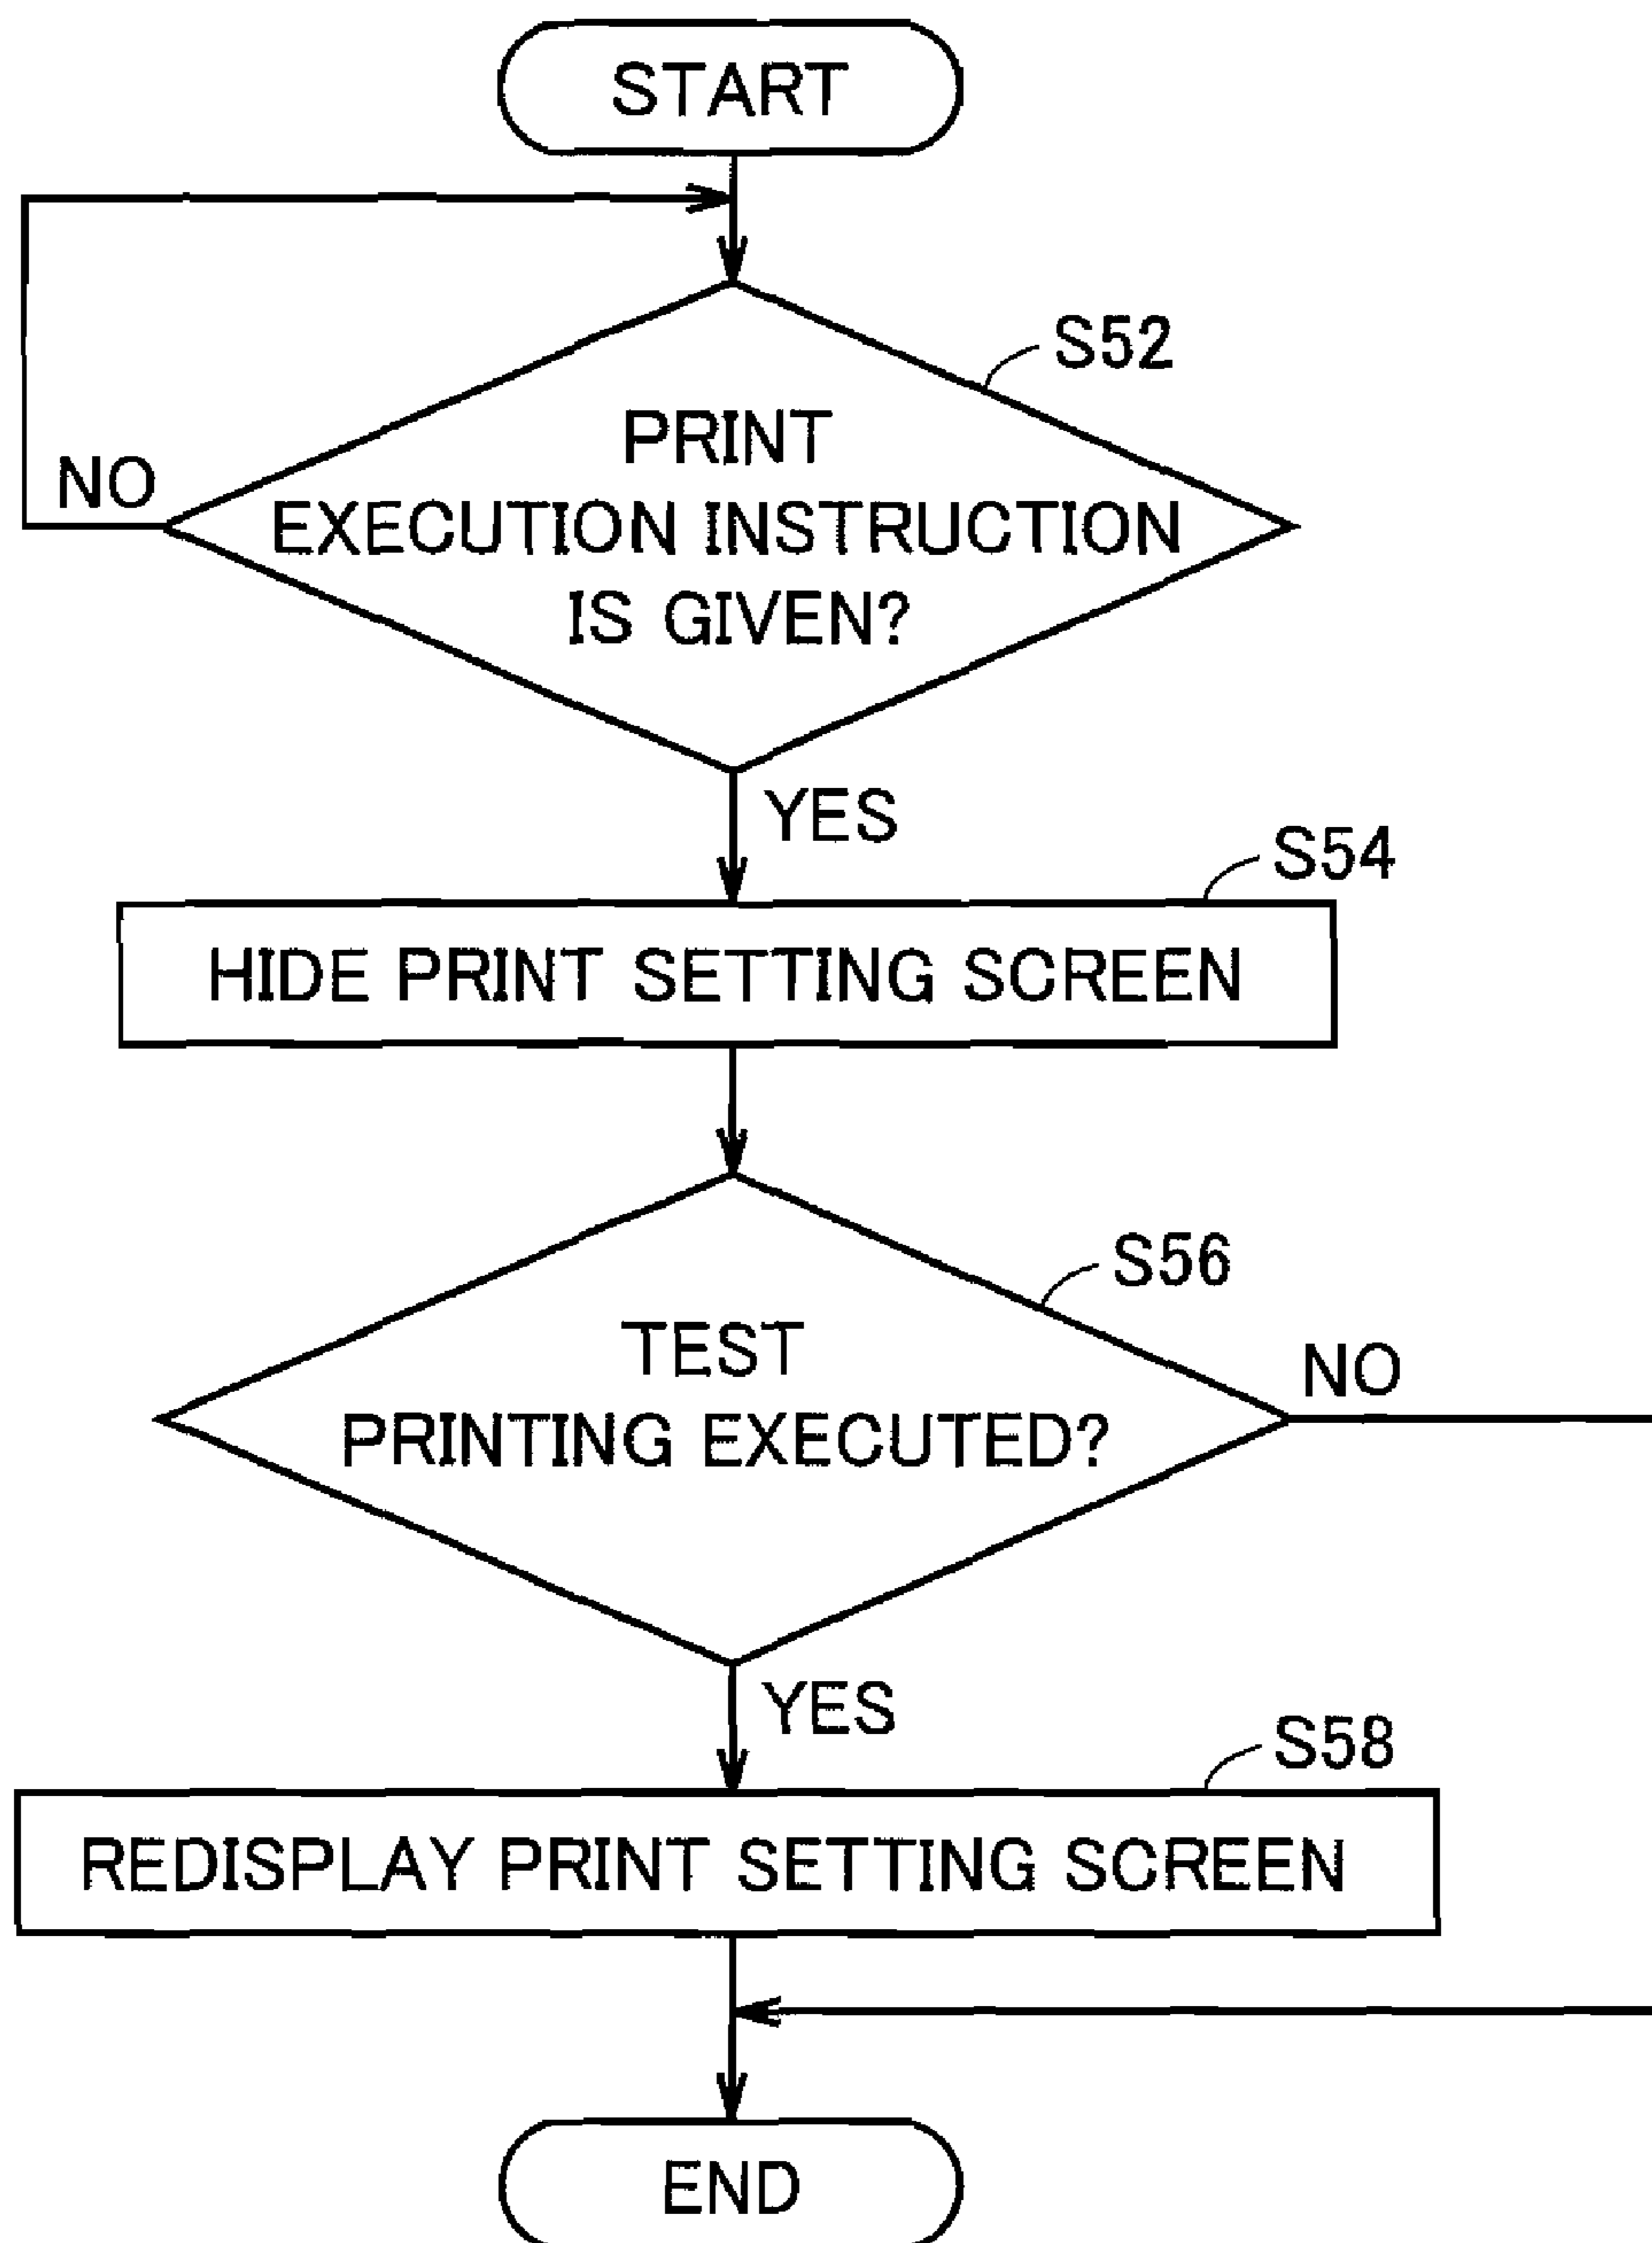 START
S52
PRINT
EXECUTION INSTRUCTION
IS GIVEN?
NO
YES
S54
HIDE PRINT SETTING SCREEN
S56
TEST
PRINTING EXECUTED?
NO
YES
S58
REDISPLAY PRINT SETTING SCREEN
END